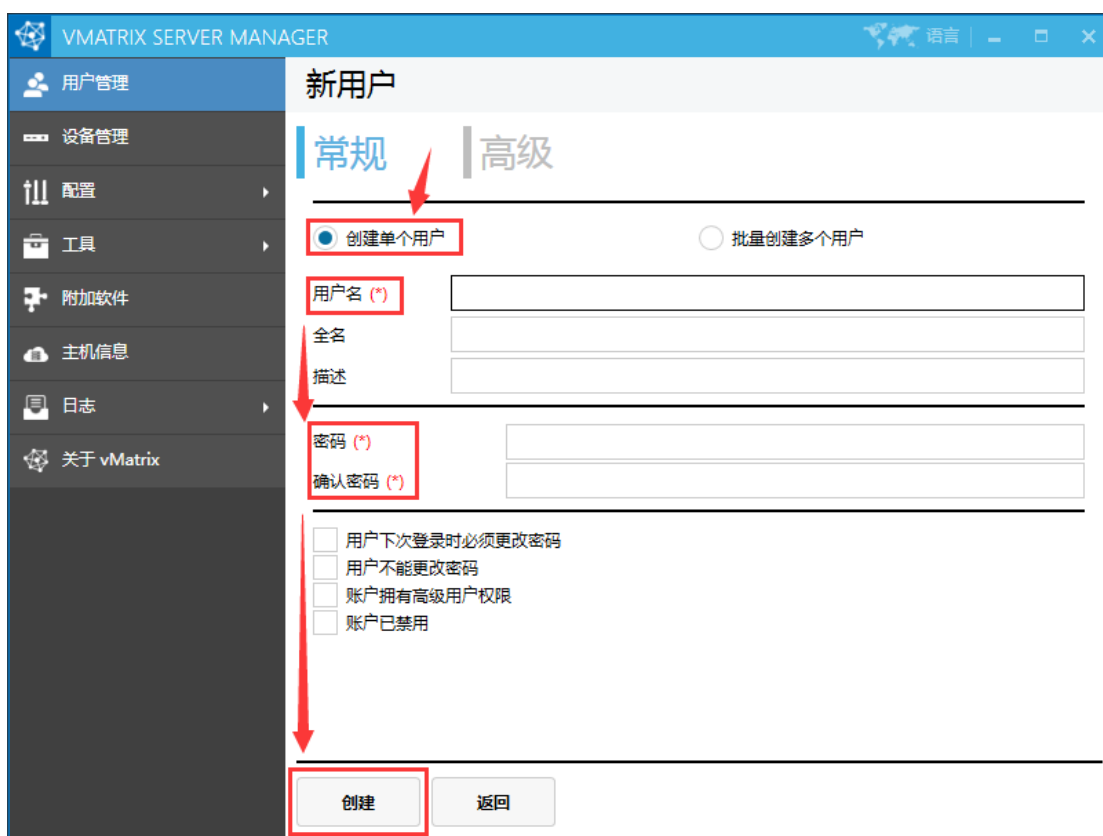 VMATRIX SERVER MANAGER
语言
用户管理
设备管理
配置
工具
附加软件
主机信息
日志
关于 vMatrix
新用户
常规 高级
创建单个用户 批量创建多个用户
用户名 (*)
全名
描述
密码 (*)
确认密码 (*)
用户下次登录时必须更改密码
用户不能更改密码
账户拥有高级用户权限
账户已禁用
创建 返回